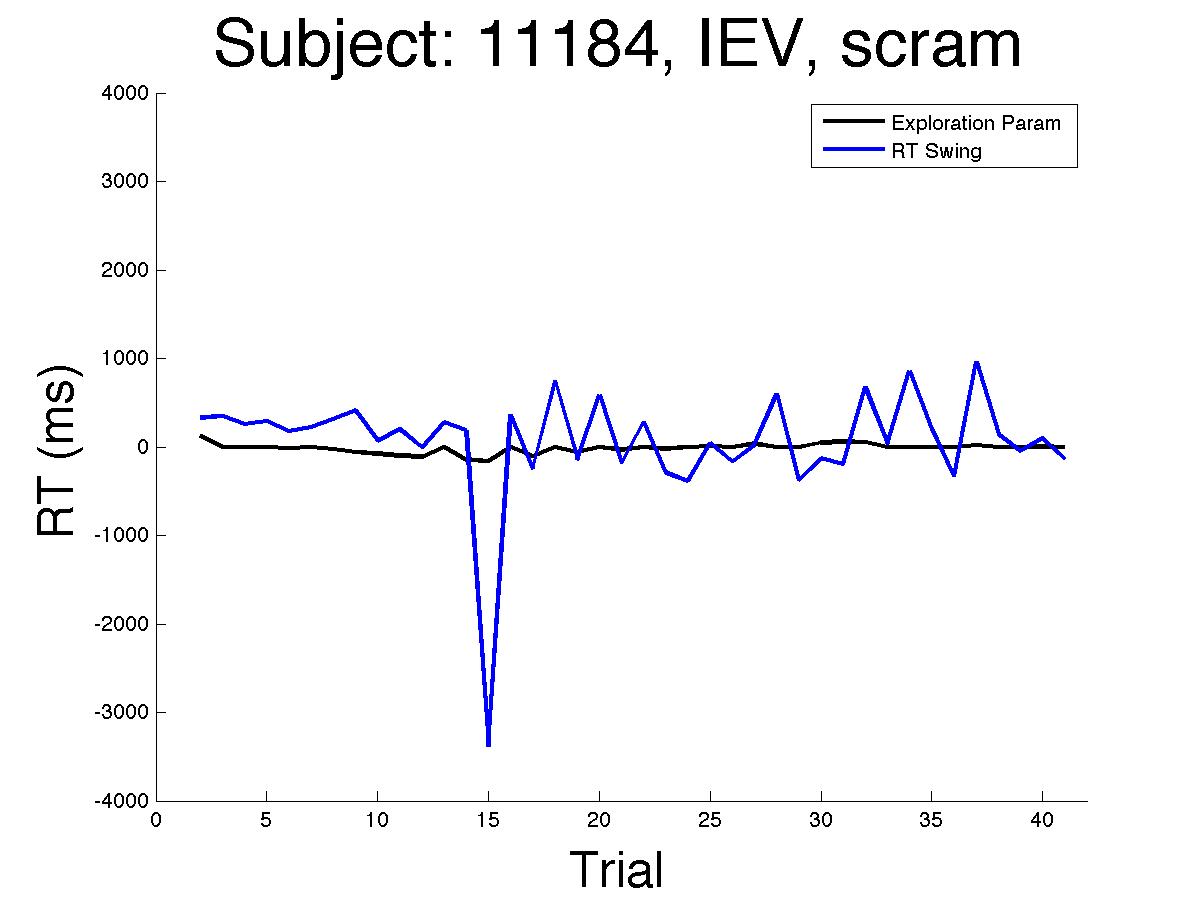 Subject: 11184, IEV, scram
Exploration Param
RT Swing
4000
3000
2000
1000
0
-1000
-2000
-3000
-4000
RT (ms)
0 5 10 15 20 25 30 35 40
Trial